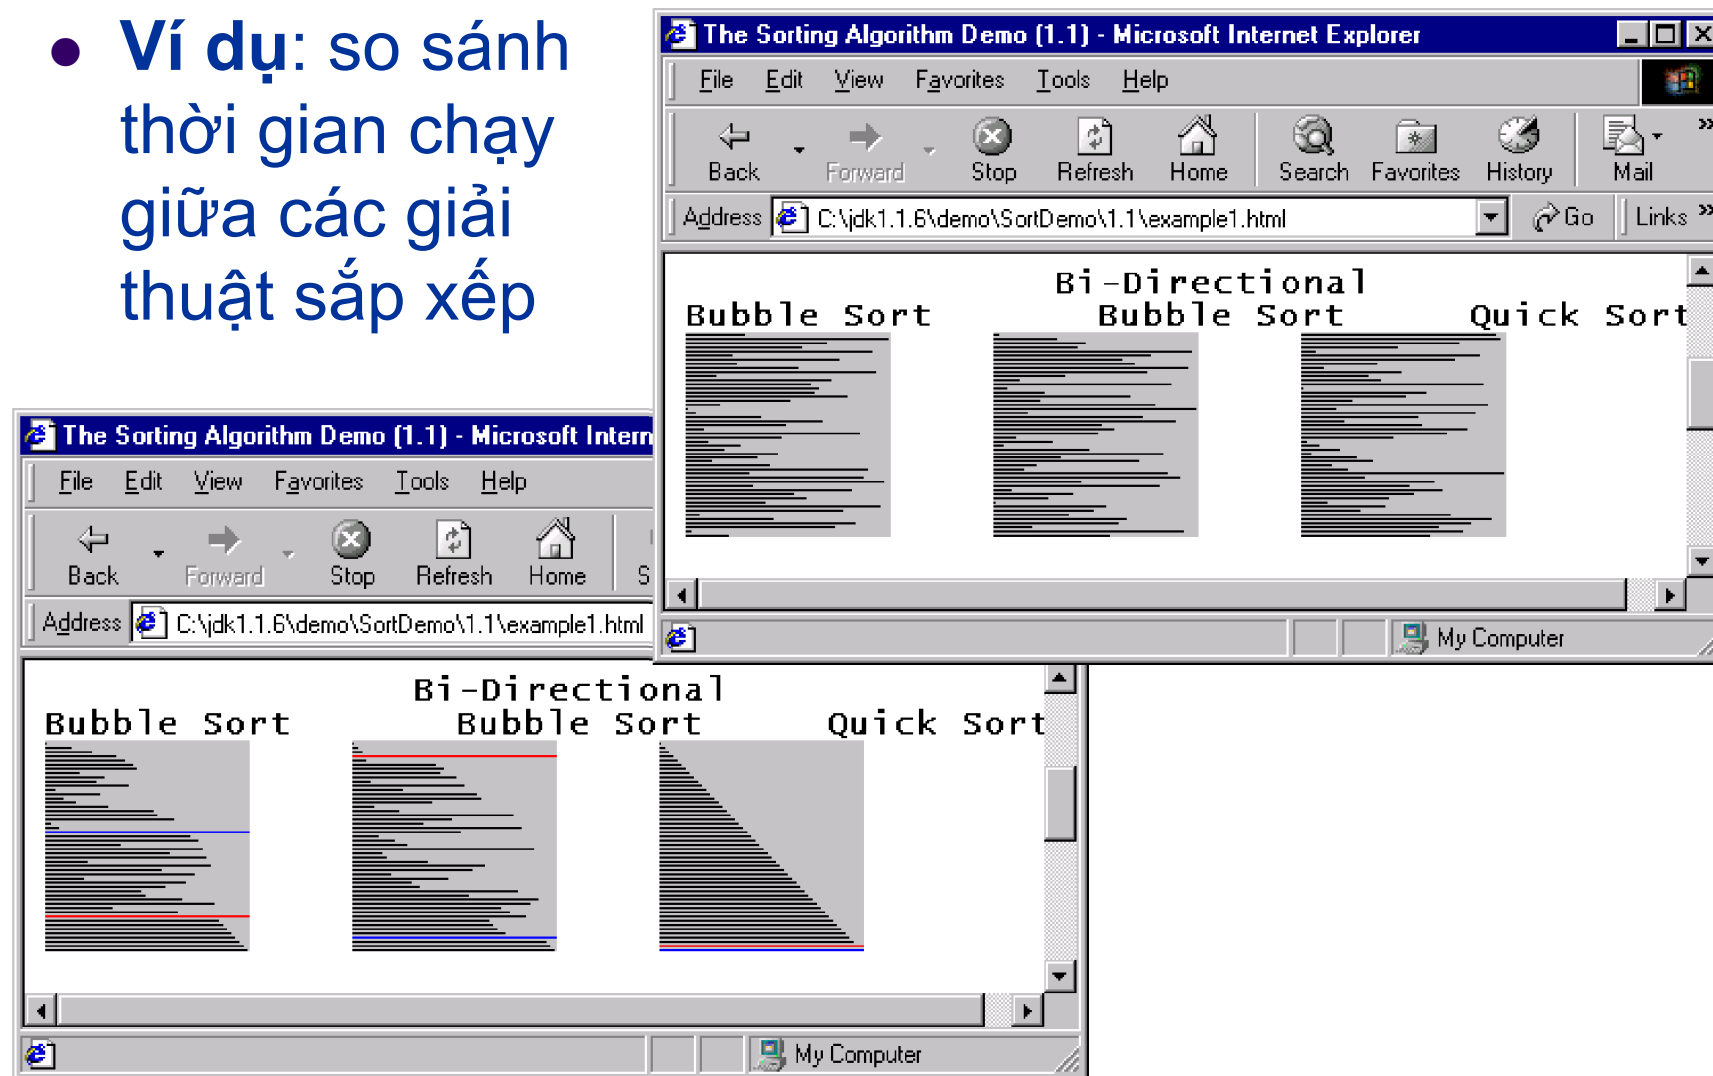 ● Ví dụ: so sánh
thời gian chạy
giữa các giải
thuật sắp xếp
The Sorting Algorithm Demo (1.1) - Microsoft Internet Explorer
File Edit View Favorites Tools Help
Back Forward Stop Refresh Home Search Favorites History Mail »
Address C:\jdk1.1.6\demo\SortDemo\1.1\example1.html Go Links »
Bi-Directional
Bubble Sort Bubble Sort Quick Sort
My Computer
The Sorting Algorithm Demo (1.1) - Microsoft Intern
File Edit View Favorites Tools Help
Back Forward Stop Refresh Home S
Address C:\jdk1.1.6\demo\SortDemo\1.1\example1.html
Bi-Directional
Bubble Sort Bubble Sort Quick Sort
My Computer